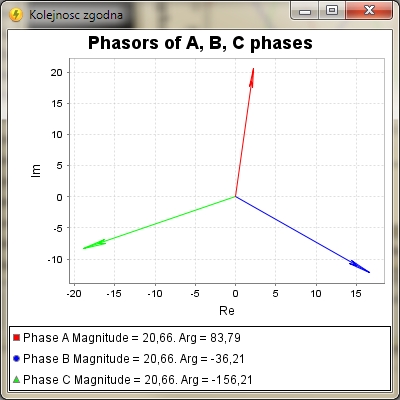 Kolejnosc zgodna
Phasors of A, B, C phases
Im
20
15
10
5
0
-5
-10
-20 -15 -10 -5 0 5 10 15
Re
Phase A Magnitude = 20,66. Arg = 83,79
Phase B Magnitude = 20,66. Arg = -36,21
Phase C Magnitude = 20,66. Arg = -156,21